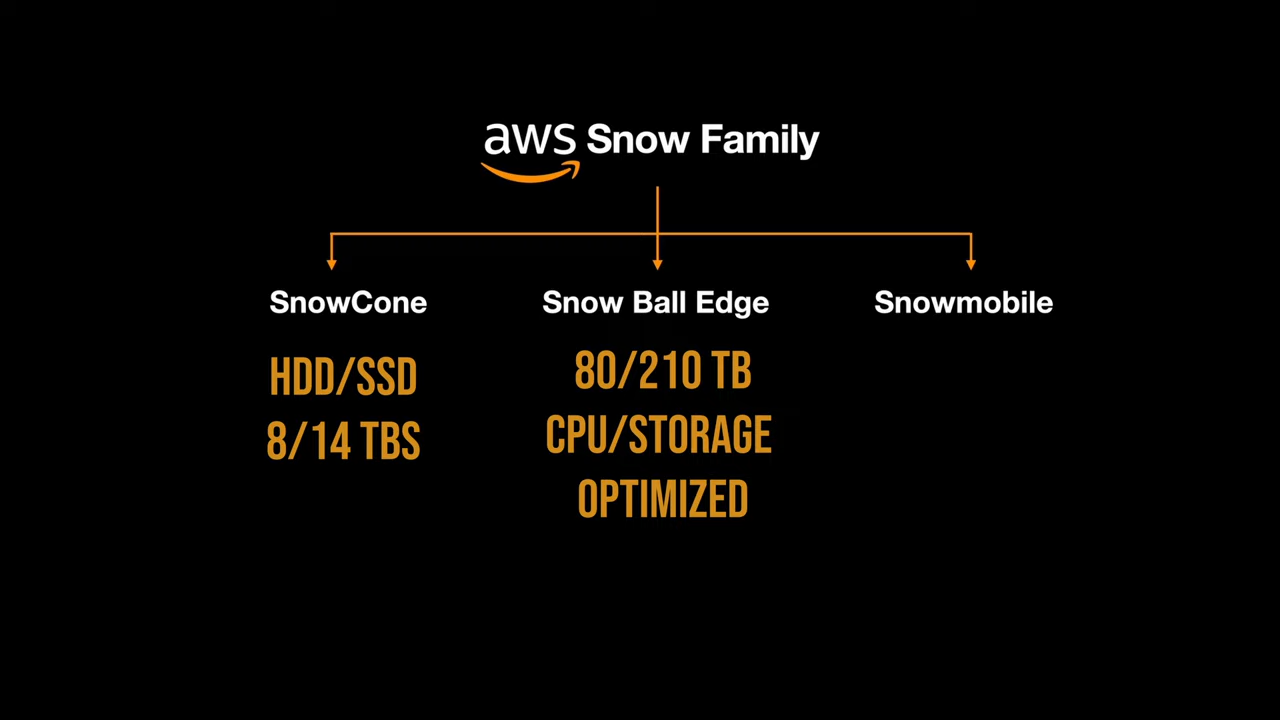 aws Snow Family
SnowCone
HDD/SSD
8/14 TBS
Snow Ball Edge
80/210 TB
CPU/STORAGE
OPTIMIZED
Snowmobile